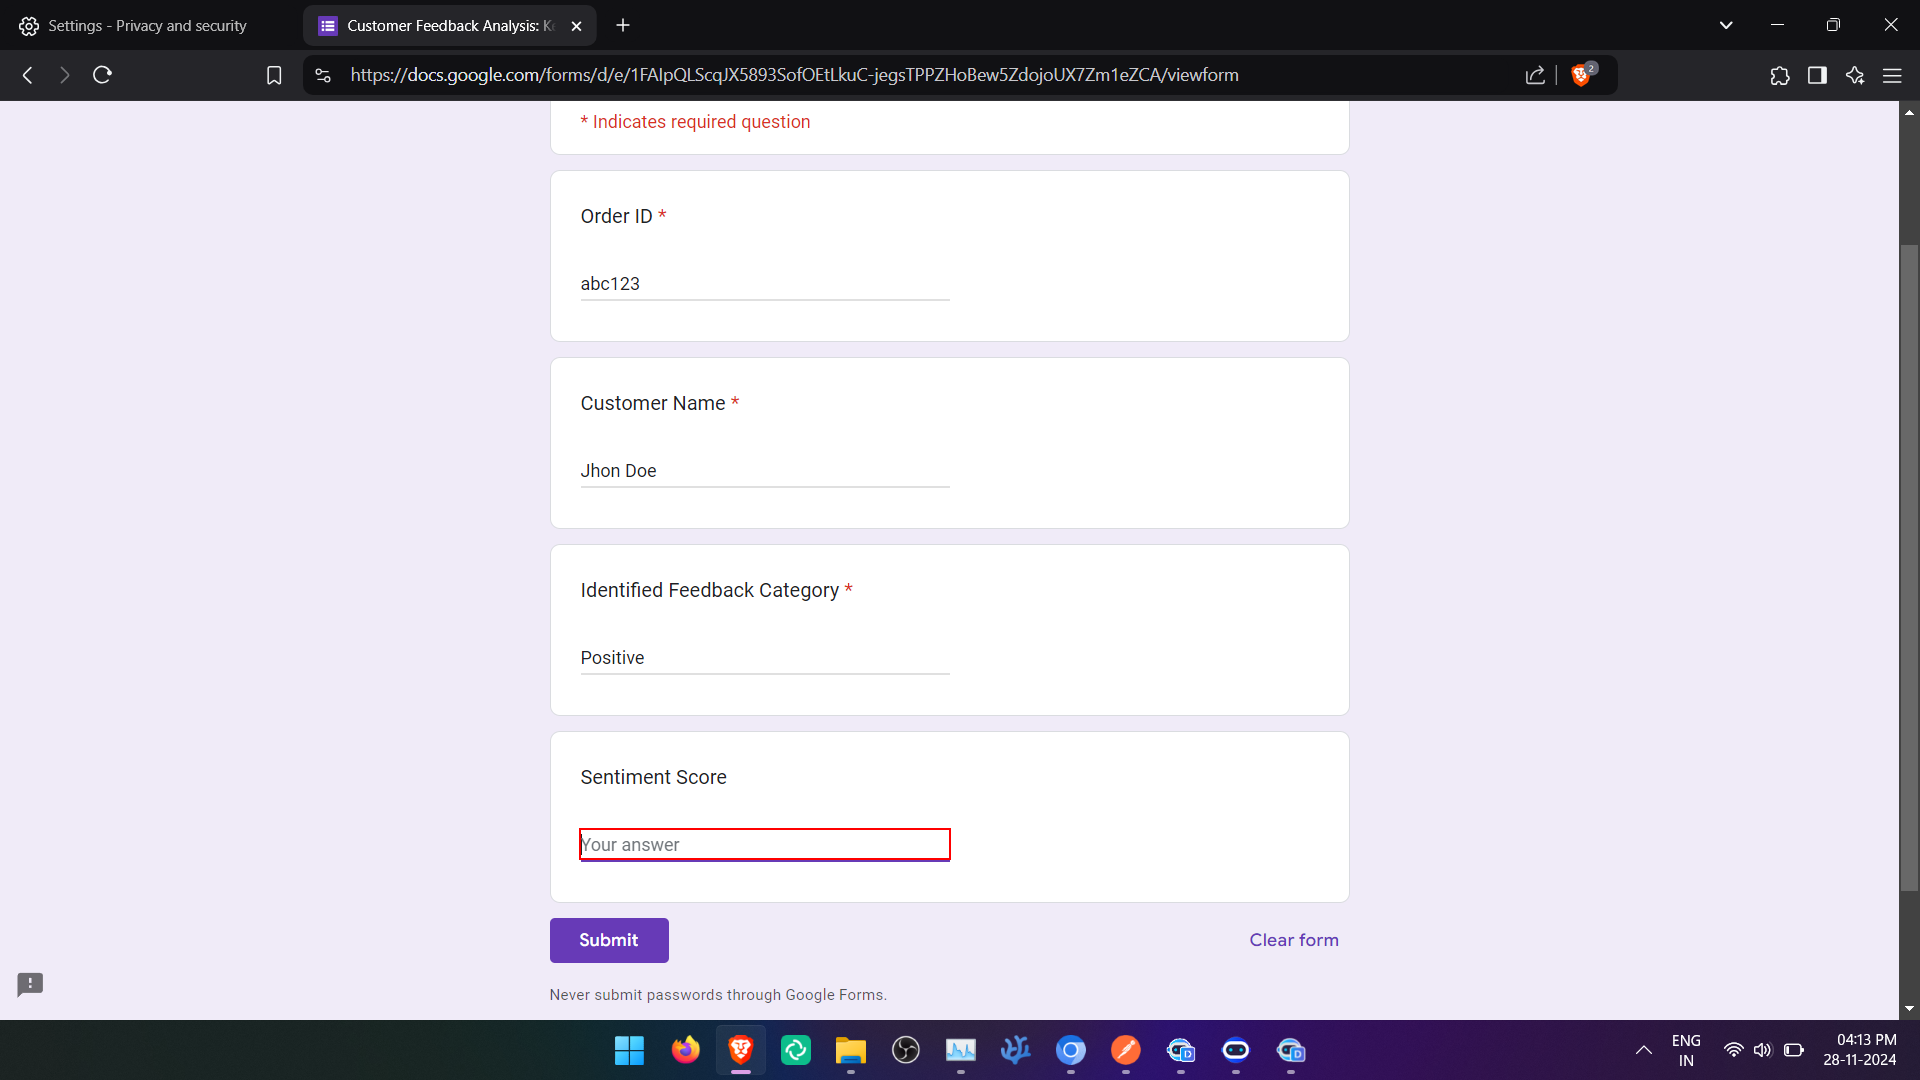 Settings - Privacy and security
Customer Feedback Analysis:
https://docs.google.com/forms/d/e/1FAIpQLScqJX5893SofOEtLkuC-jegsTPPZHoBew5ZdojoUX7Zm1eZCA/viewform
2
* Indicates required question
Order ID *
abc123
Customer Name *
Jhon Doe
Identified Feedback Category *
Positive
Sentiment Score
Your answer
Submit
Clear form
Never submit passwords through Google Forms.
D
D
ENG
IN
04:13 PM
28-11-2024